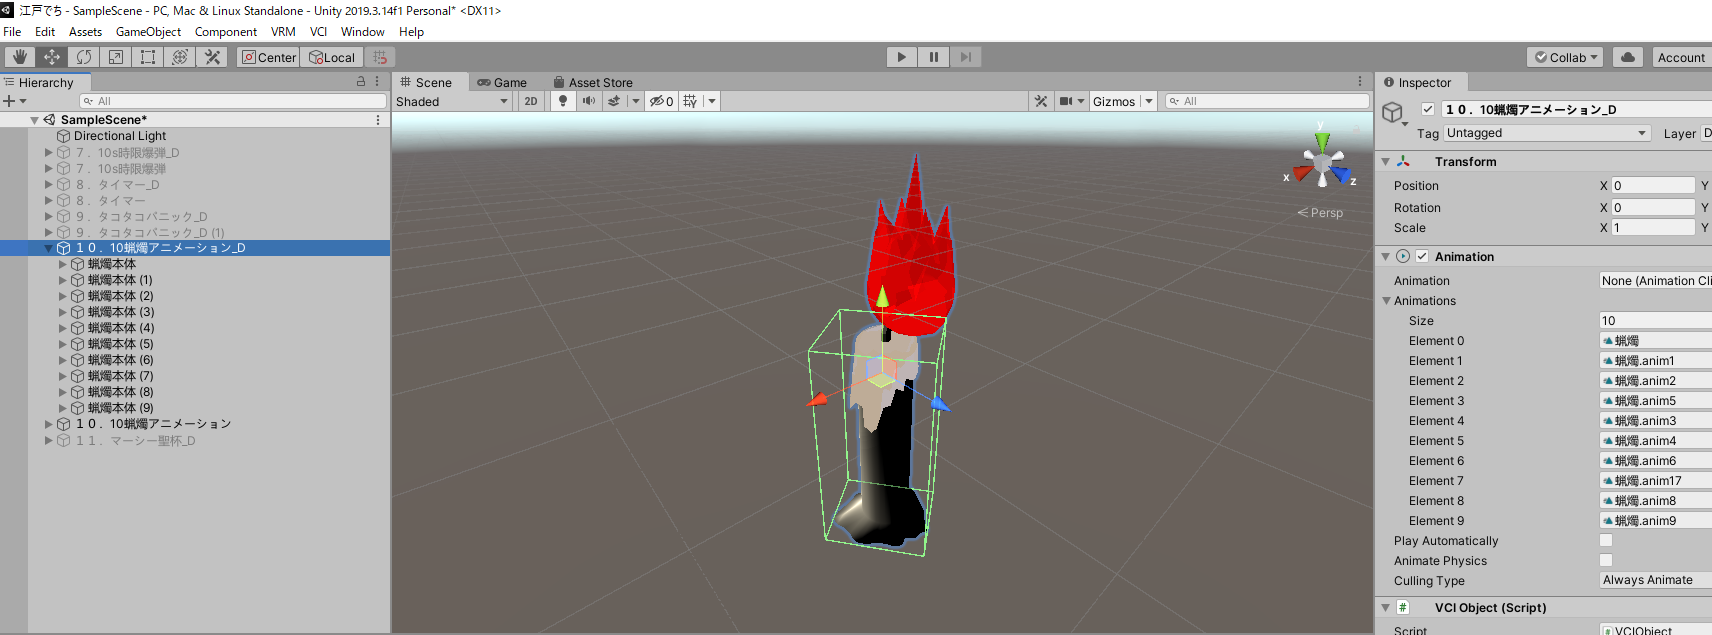 江戸でち - SampleScene - PC, Mac & Linux Standalone - Unity 2019.3.14f1 Personal* <DX11>
File Edit Assets GameObject Component VRM VCI Window Help
Center Local Collab Account
Hierarchy
All
SampleScene*
Directional Light
７．10s時限爆弾_D
７．10s時限爆弾
８．タイマー_D
８．タイマー
９．タコタコパニック_D
９．タコタコパニック_D (1)
１０．10蝋燭アニメーション_D
蝋燭本体
蝋燭本体 (1)
蝋燭本体 (2)
蝋燭本体 (3)
蝋燭本体 (4)
蝋燭本体 (5)
蝋燭本体 (6)
蝋燭本体 (7)
蝋燭本体 (8)
蝋燭本体 (9)
１０．10蝋燭アニメーション
１１．マーシー聖杯_D
Scene Game Asset Store
Shaded 2D 0 Gizmos All
y
x
z
Persp
Inspector
１０．10蝋燭アニメーション_D
Tag Untagged Layer D
Transform
Position X 0 Y
Rotation X 0 Y
Scale X 1 Y
Animation
Animation None (Animation Cli
Animations
Size 10
Element 0 蝋燭
Element 1 蝋燭.anim1
Element 2 蝋燭.anim2
Element 3 蝋燭.anim5
Element 4 蝋燭.anim3
Element 5 蝋燭.anim4
Element 6 蝋燭.anim6
Element 7 蝋燭.anim17
Element 8 蝋燭.anim8
Element 9 蝋燭.anim9
Play Automatically
Animate Physics
Culling Type Always Animate
# VCI Object (Script)
Script VCIObject